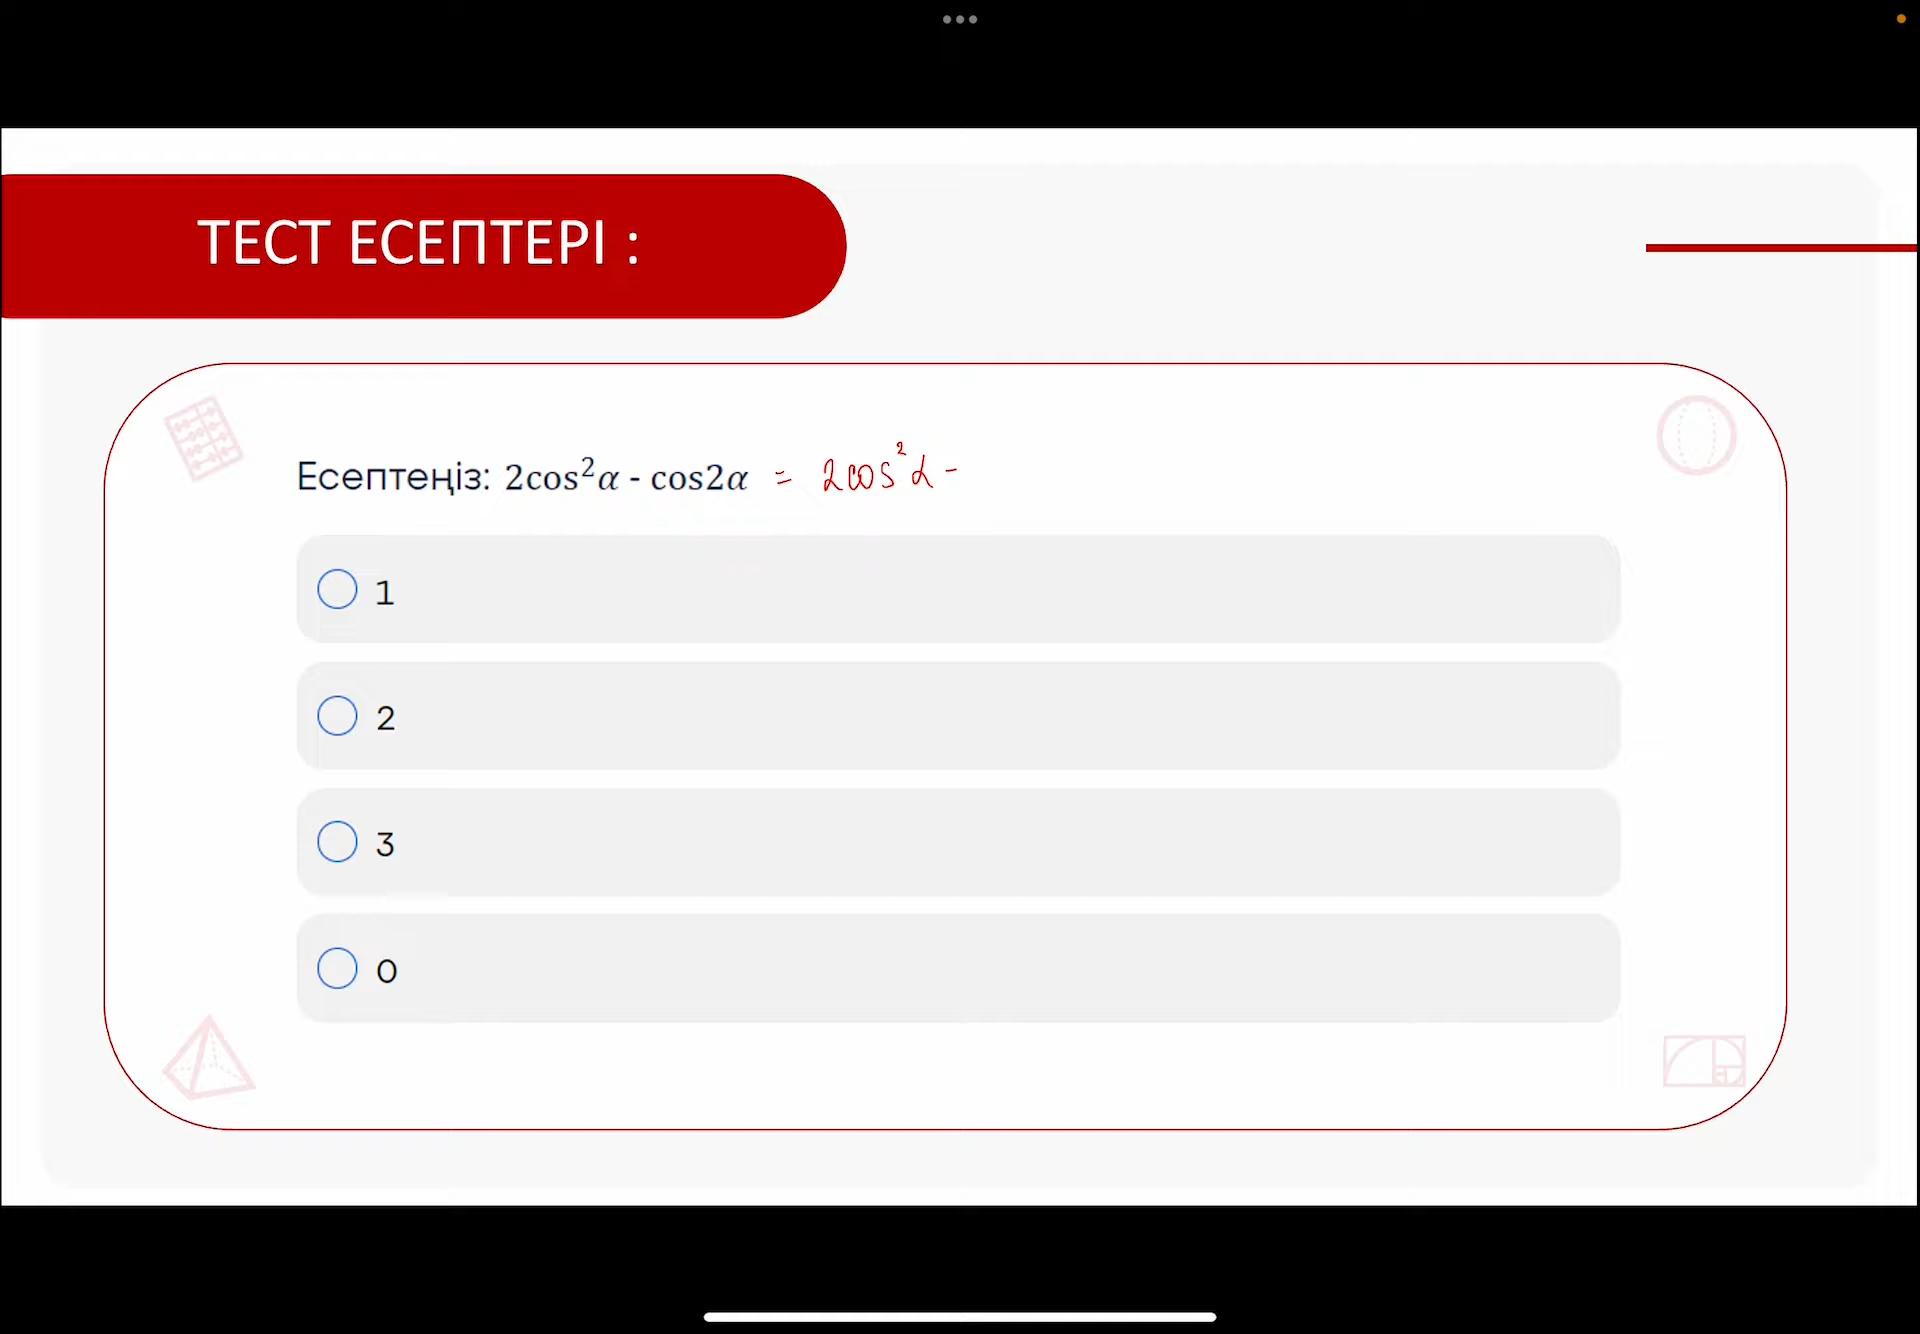 ТЕСТ ЕСЕПТЕРІ :
Есептеңіз: 2cos²α - cos2α = 2cos²α -
1
2
3
0